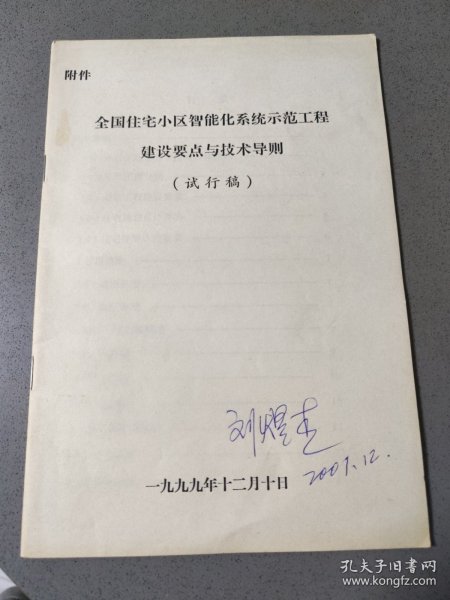 附件
全国住宅小区智能化系统示范工程
建设要点与技术导则
（试行稿）
刘煜
一九九九年十二月十日
孔夫子旧书网
www.kongfz.com